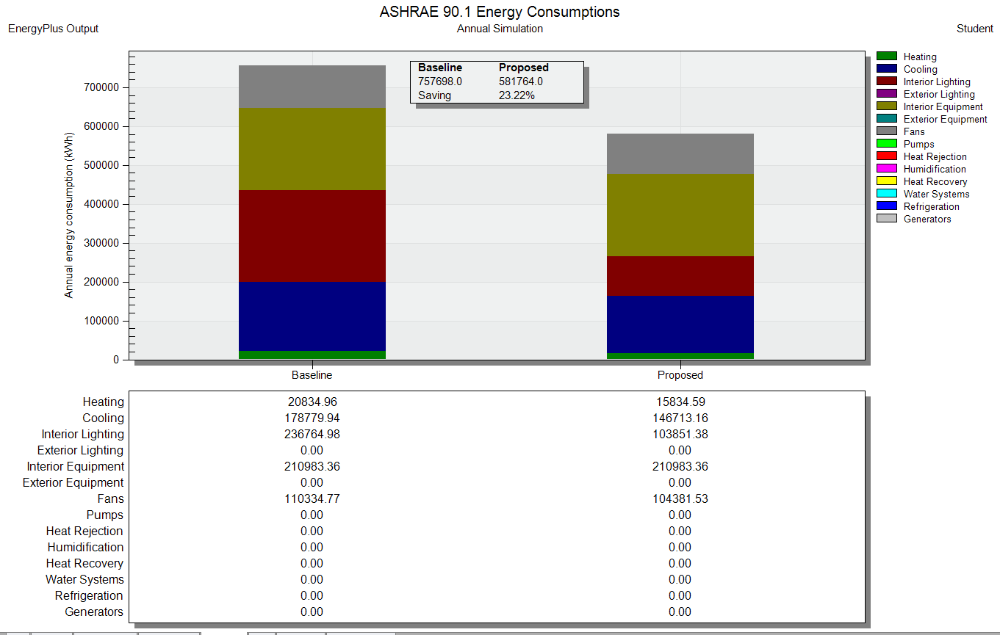 ASHRAE 90.1 Energy Consumptions
EnergyPlus Output Annual Simulation Student
Baseline Proposed
757698.0 581764.0
Saving 23.22%
Annual energy consumption (kWh)
700000
600000
500000
400000
300000
200000
100000
0
Baseline Proposed
Heating
Cooling
Interior Lighting
Exterior Lighting
Interior Equipment
Exterior Equipment
Fans
Pumps
Heat Rejection
Humidification
Heat Recovery
Water Systems
Refrigeration
Generators
Heating 20834.96 15834.59
Cooling 178779.94 146713.16
Interior Lighting 236764.98 103851.38
Exterior Lighting 0.00 0.00
Interior Equipment 210983.36 210983.36
Exterior Equipment 0.00 0.00
Fans 110334.77 104381.53
Pumps 0.00 0.00
Heat Rejection 0.00 0.00
Humidification 0.00 0.00
Heat Recovery 0.00 0.00
Water Systems 0.00 0.00
Refrigeration 0.00 0.00
Generators 0.00 0.00